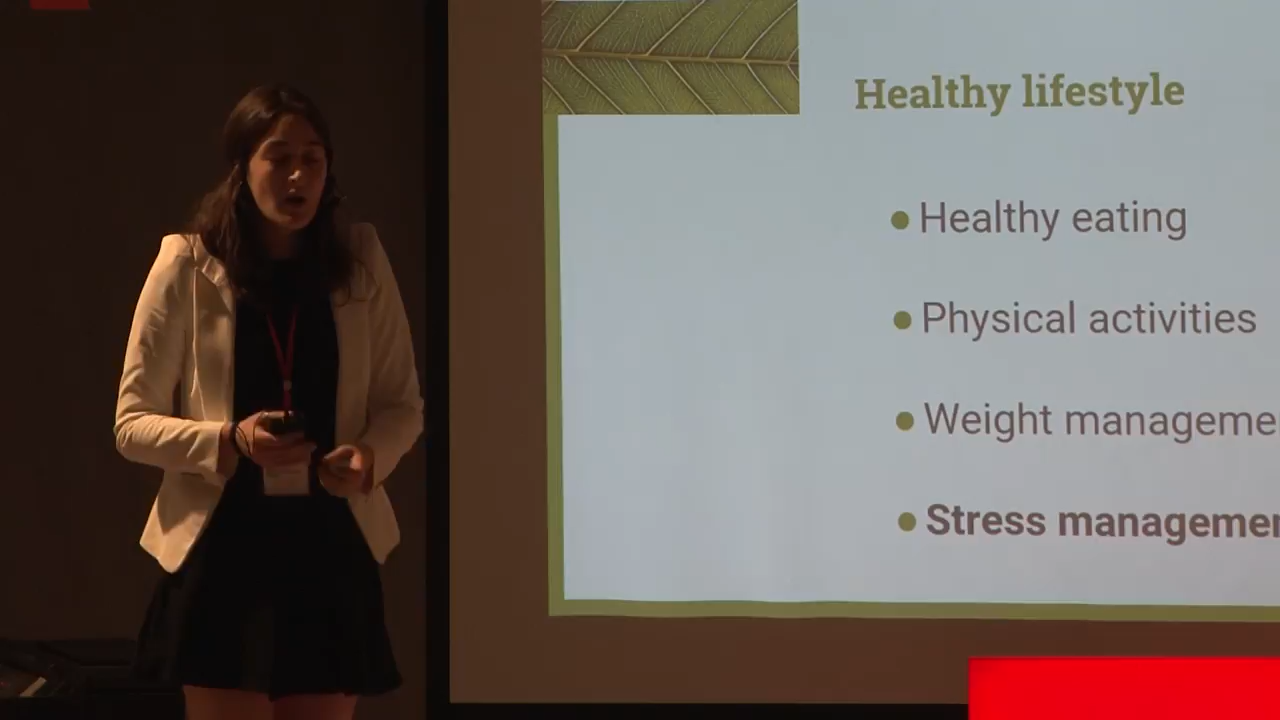 Healthy lifestyle
Healthy eating
Physical activities
Weight manageme
Stress managemen